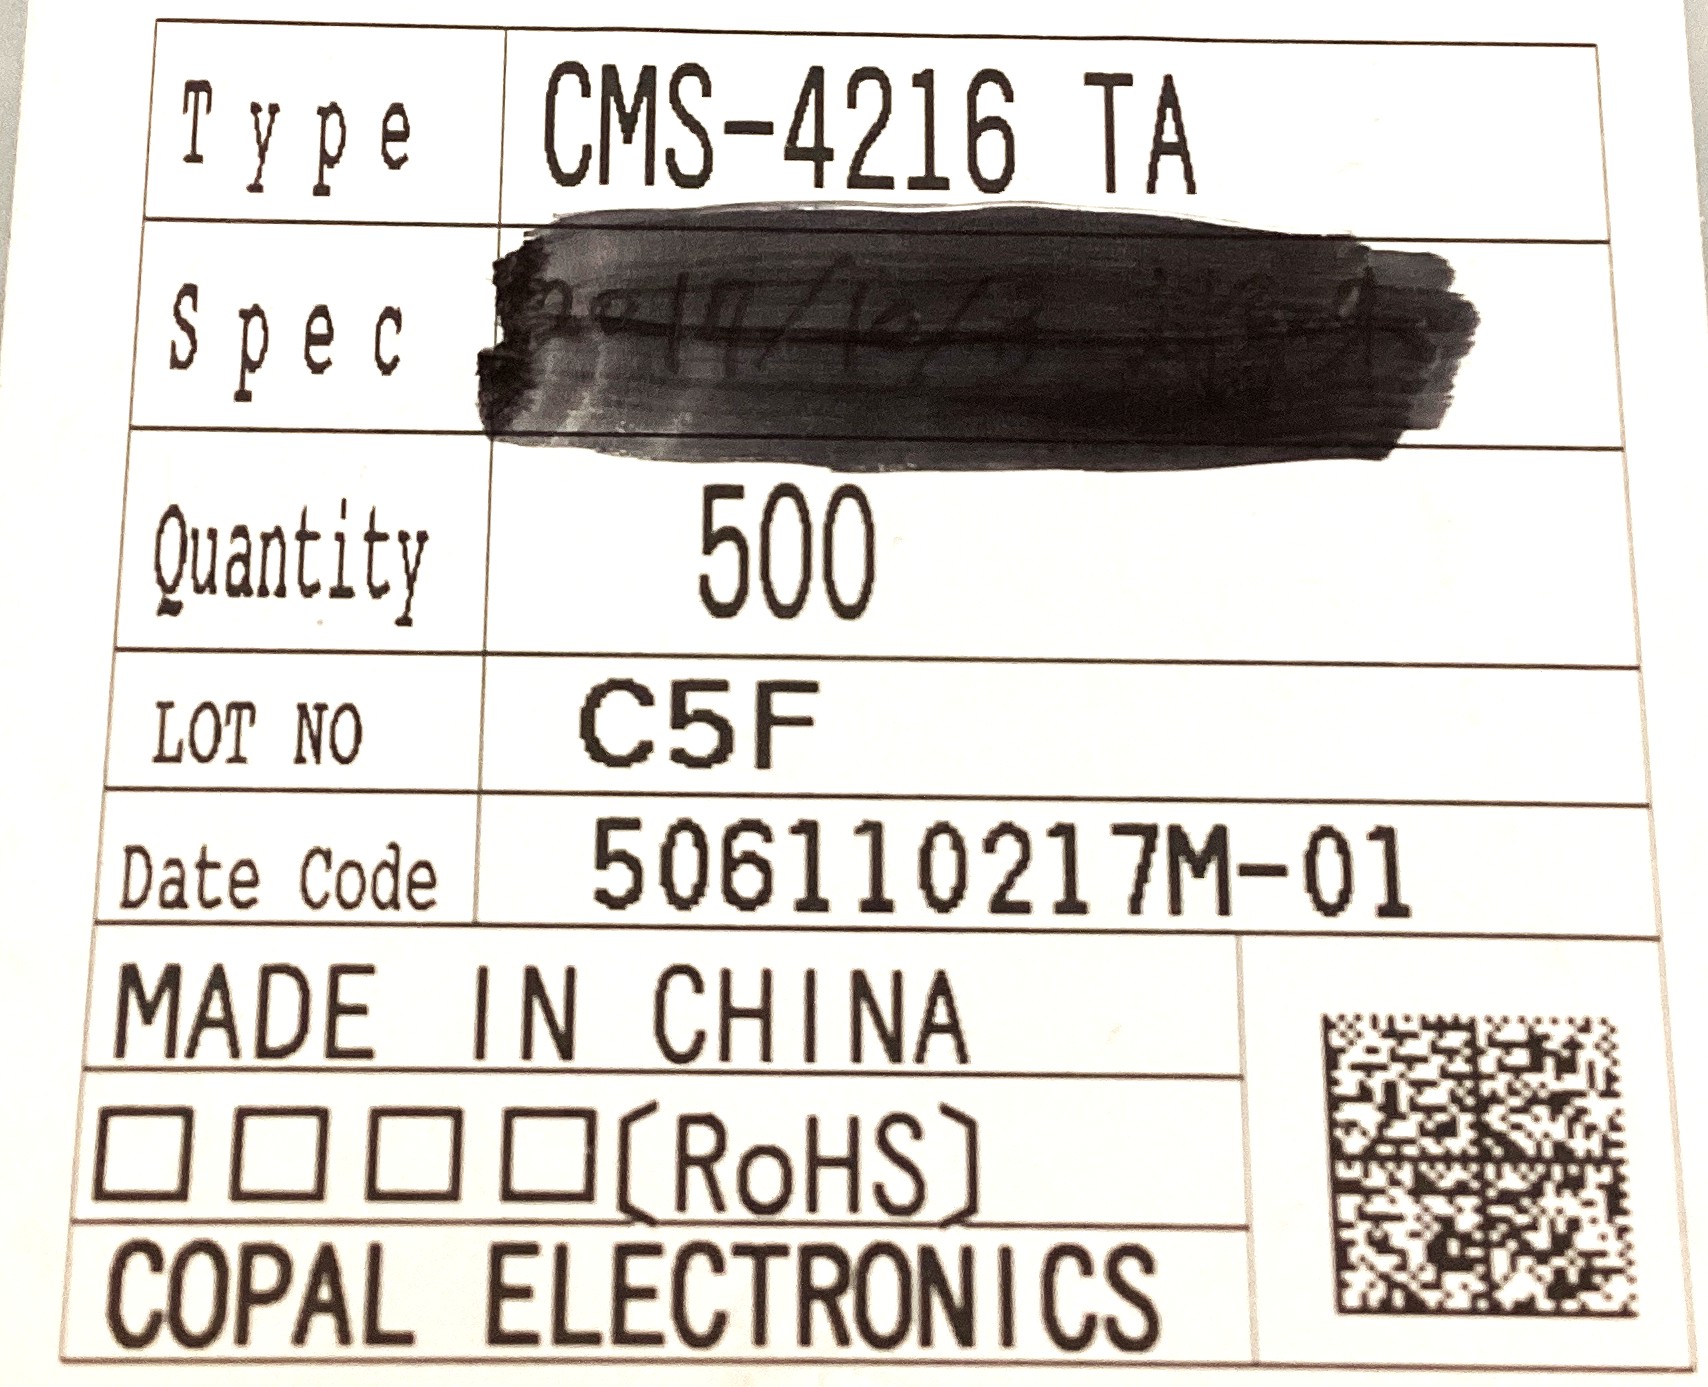 Type CMS-4216 TA
Spec
Quantity 500
LOT NO C5F
Date Code 506110217M-01
MADE IN CHINA
□□□□(RoHS)
COPAL ELECTRONICS